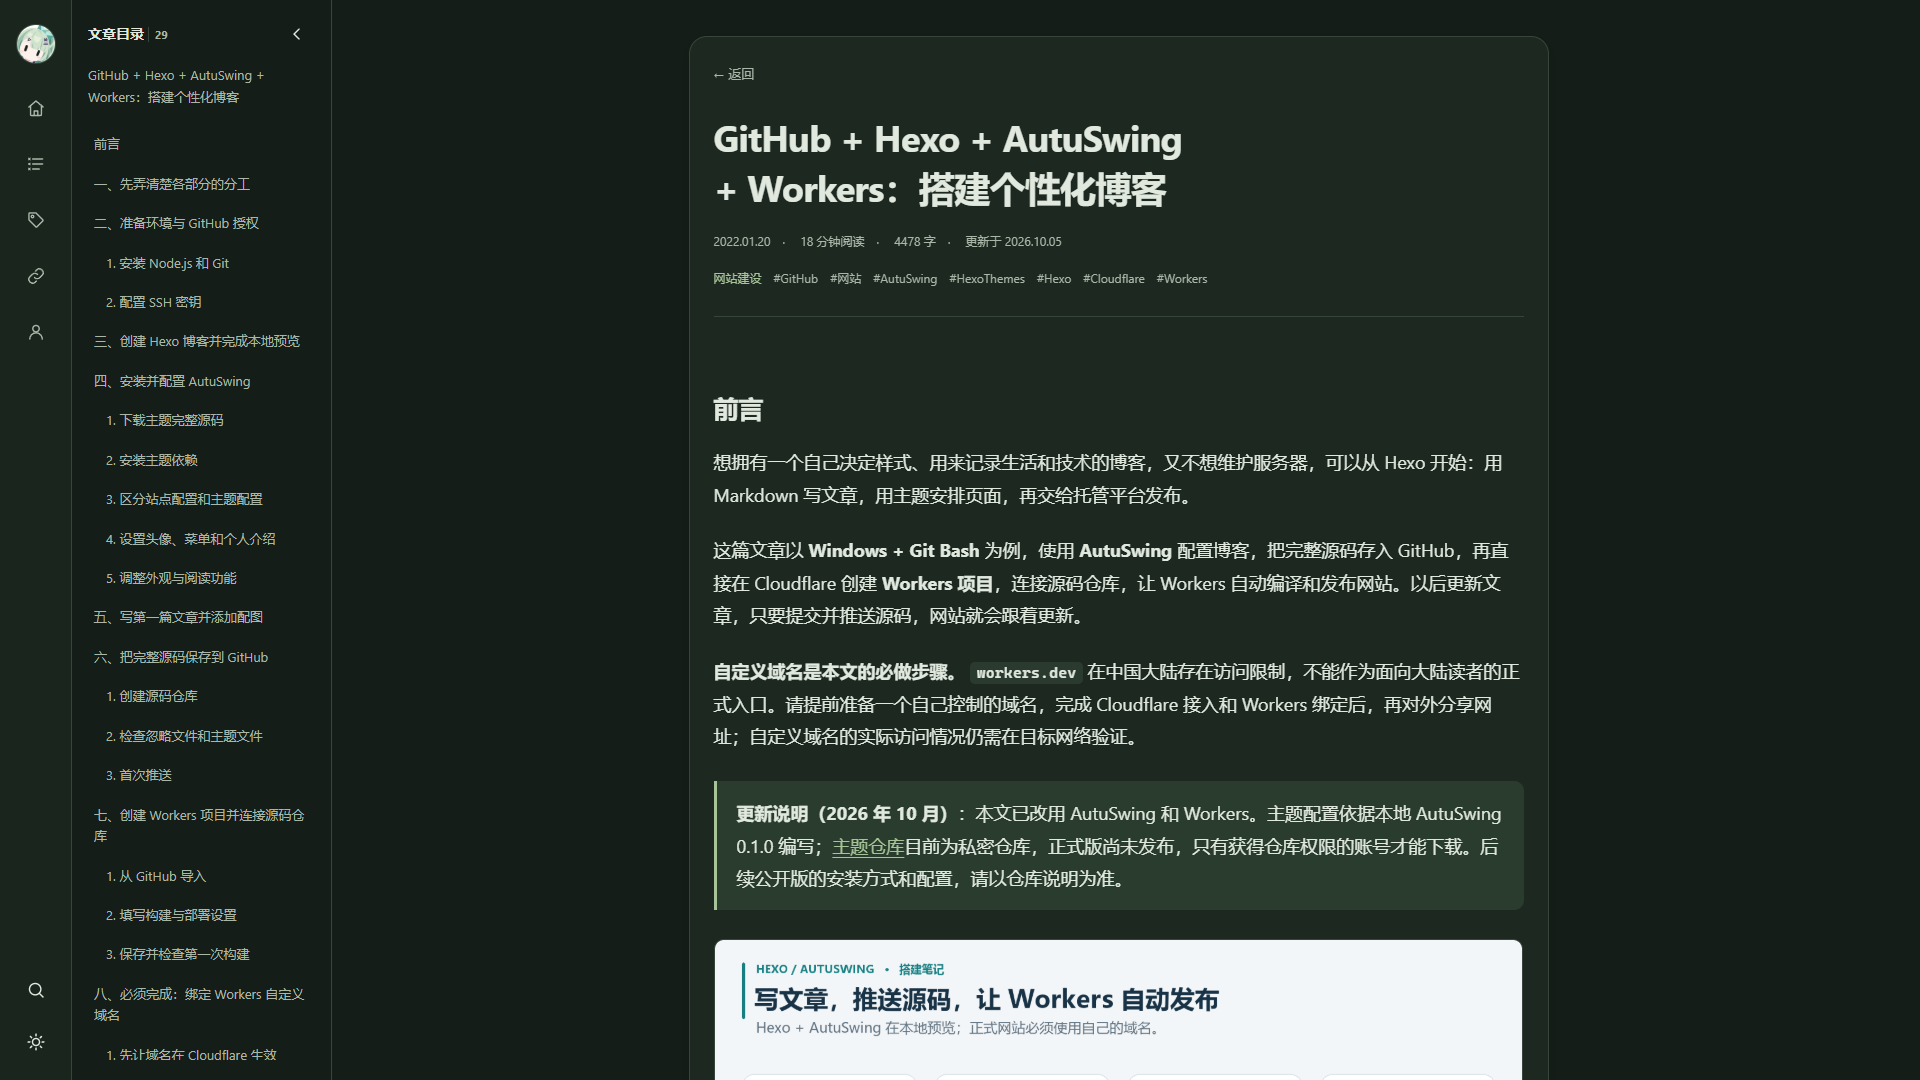 文章目录 29
GitHub + Hexo + AutuSwing +
Workers：搭建个性化博客
前言
一、先弄清楚各部分的分工
二、准备环境与 GitHub 授权
1. 安装 Node.js 和 Git
2. 配置 SSH 密钥
三、创建 Hexo 博客并完成本地预览
四、安装并配置 AutuSwing
1. 下载主题完整源码
2. 安装主题依赖
3. 区分站点配置和主题配置
4. 设置头像、菜单和个人介绍
5. 调整外观与阅读功能
五、写第一篇文章并添加配图
六、把完整源码保存到 GitHub
1. 创建源码仓库
2. 检查忽略文件和主题文件
3. 首次推送
七、创建 Workers 项目并连接源码仓
库
1. 从 GitHub 导入
2. 填写构建与部署设置
3. 保存并检查第一次构建
八、必须完成：绑定 Workers 自定义
域名
1. 先让域名在 Cloudflare 生效
← 返回
GitHub + Hexo + AutuSwing
+ Workers：搭建个性化博客
2022.01.20 · 18 分钟阅读 · 4478 字 · 更新于 2026.10.05
网站建设 #GitHub #网站 #AutuSwing #HexoThemes #Hexo #Cloudflare #Workers
前言
想拥有一个自己决定样式、用来记录生活和技术的博客，又不想维护服务器，可以从 Hexo 开始：用
Markdown 写文章，用主题安排页面，再交给托管平台发布。
这篇文章以 Windows + Git Bash 为例，使用 AutuSwing 配置博客，把完整源码存入 GitHub，再直
接在 Cloudflare 创建 Workers 项目，连接源码仓库，让 Workers 自动编译和发布网站。以后更新文
章，只要提交并推送源码，网站就会跟着更新。
自定义域名是本文的必做步骤。 workers.dev 在中国大陆存在访问限制，不能作为面向大陆读者的正
式入口。请提前准备一个自己控制的域名，完成 Cloudflare 接入和 Workers 绑定后，再对外分享网
址；自定义域名的实际访问情况仍需在目标网络验证。
更新说明（2026 年 10 月）：本文已改用 AutuSwing 和 Workers。主题配置依据本地 AutuSwing
0.1.0 编写；主题仓库目前为私密仓库，正式版尚未发布，只有获得仓库权限的账号才能下载。后
续公开版的安装方式和配置，请以仓库说明为准。
HEXO / AUTUSWING • 搭建笔记
写文章，推送源码，让 Workers 自动发布
Hexo + AutuSwing 在本地预览；正式网站必须使用自己的域名。